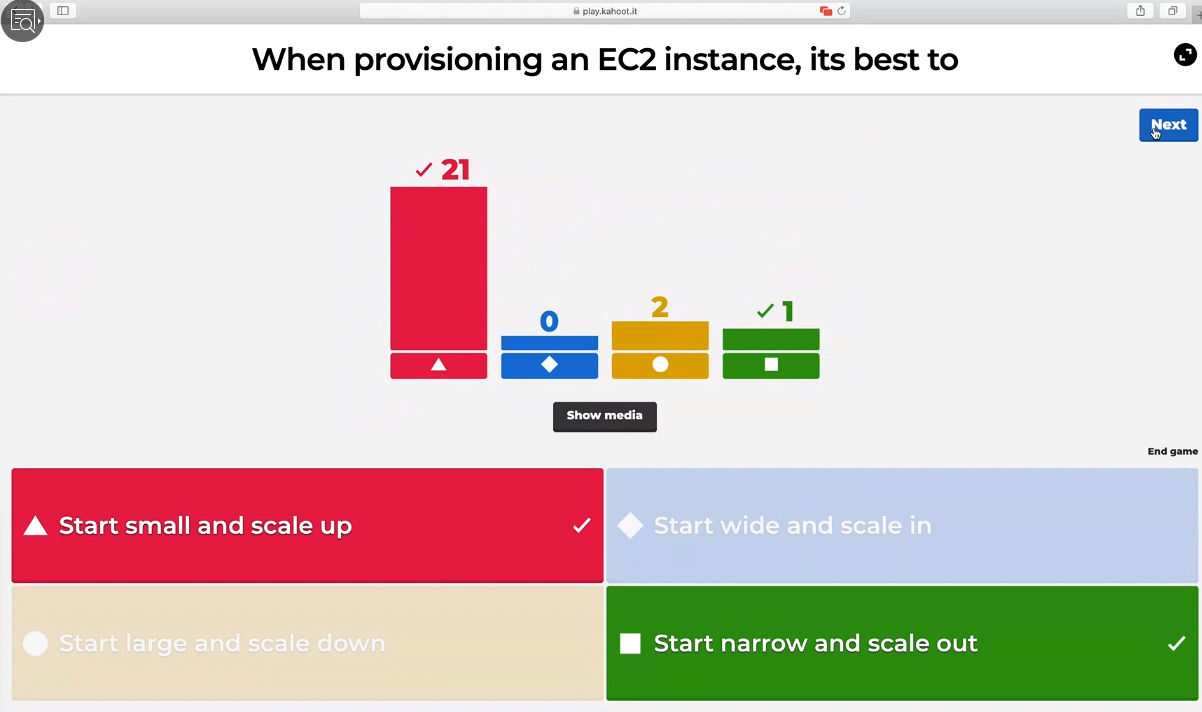 play.kahoot.it
When provisioning an EC2 instance, its best to
Next
21
0
2
1
Show media
End game
Start small and scale up
Start wide and scale in
Start large and scale down
Start narrow and scale out